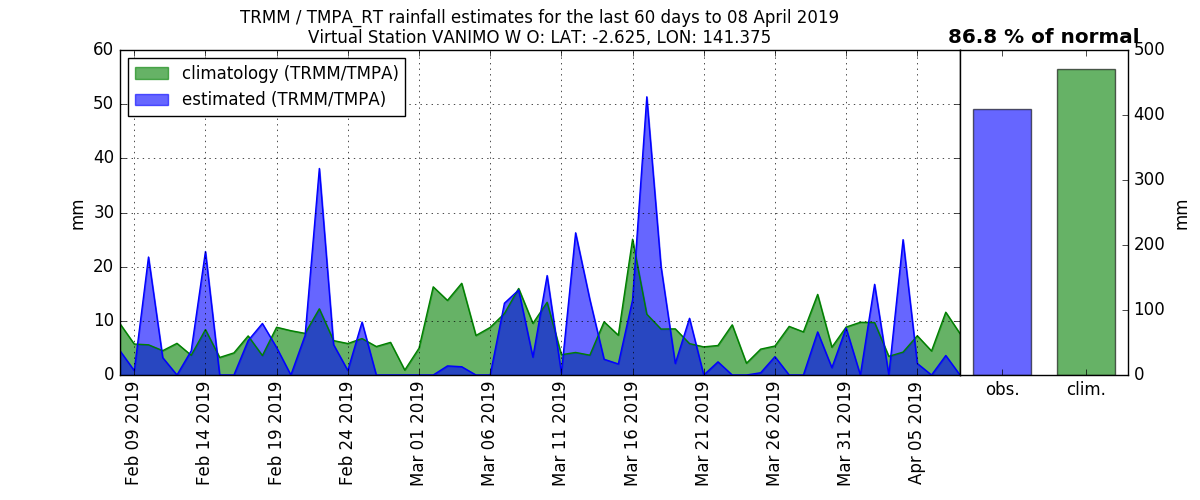 TRMM / TMPA_RT rainfall estimates for the last 60 days to 08 April 2019
Virtual Station VANIMO W O: LAT: -2.625, LON: 141.375
86.8 % of normal
climatology (TRMM/TMPA)
estimated (TRMM/TMPA)
60
50
40
30
20
10
0
mm
Feb 09 2019
Feb 14 2019
Feb 19 2019
Feb 24 2019
Mar 01 2019
Mar 06 2019
Mar 11 2019
Mar 16 2019
Mar 21 2019
Mar 26 2019
Mar 31 2019
Apr 05 2019
500
400
300
200
100
0
mm
obs.
clim.